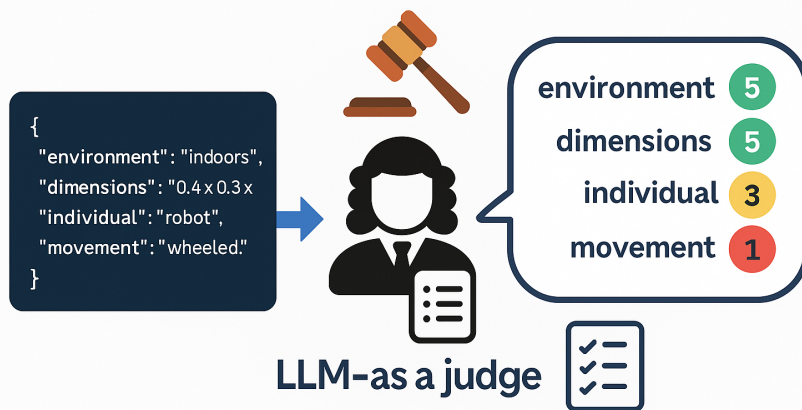 {
"environment": "indoors",
"dimensions": "0.4 x 0.3 x
"individual": "robot",
"movement": "wheeled."
}
environment 5
dimensions 5
individual 3
movement 1
LLM-as a judge